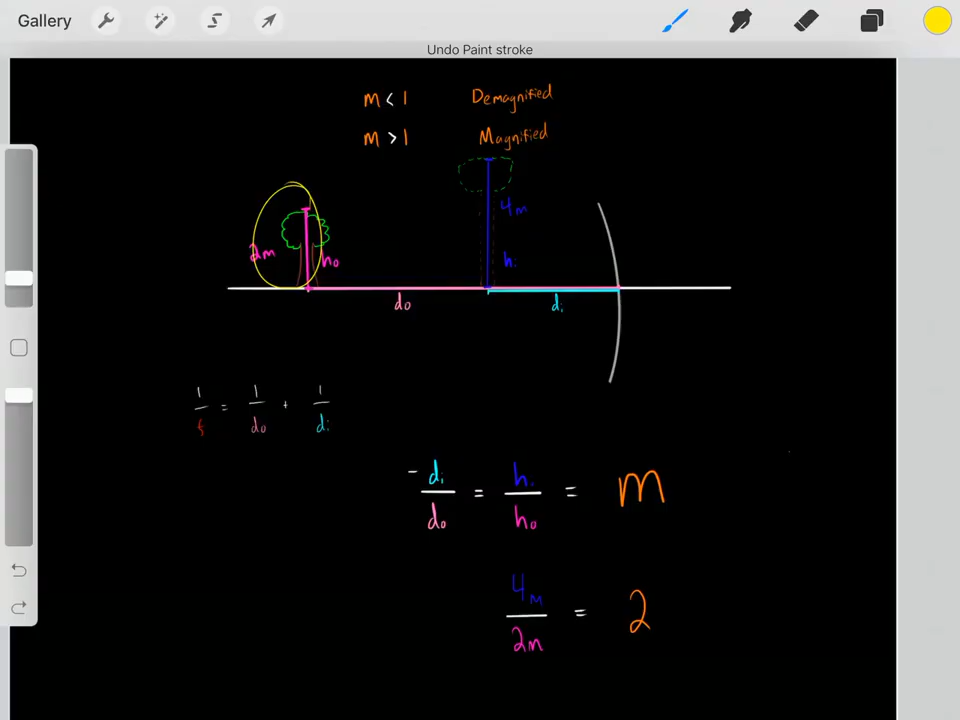 Gallery
Undo Paint stroke
m < 1 Demagnified
m > 1 Magnified
4m
2m ho hi
do di
1/f = 1/do + 1/di
- di/do = hi/ho = m
4m/2m = 2